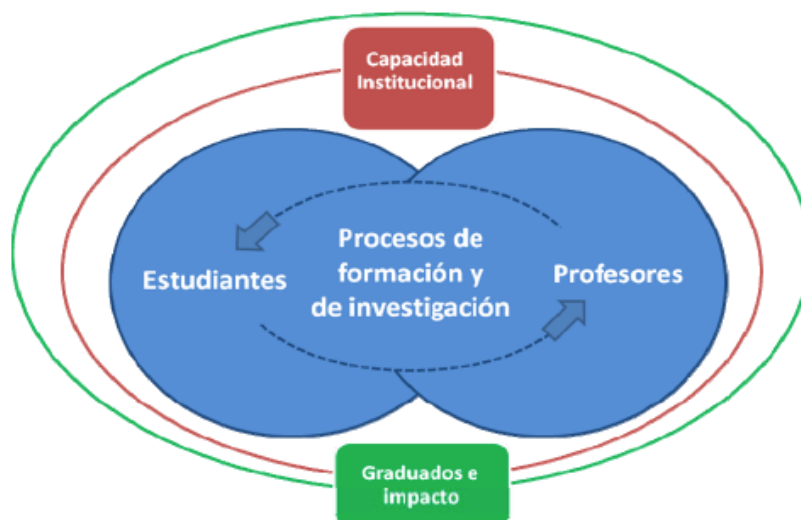 Capacidad
Institucional
Estudiantes
Procesos de
formación y
de investigación
Profesores
Graduados e
impacto